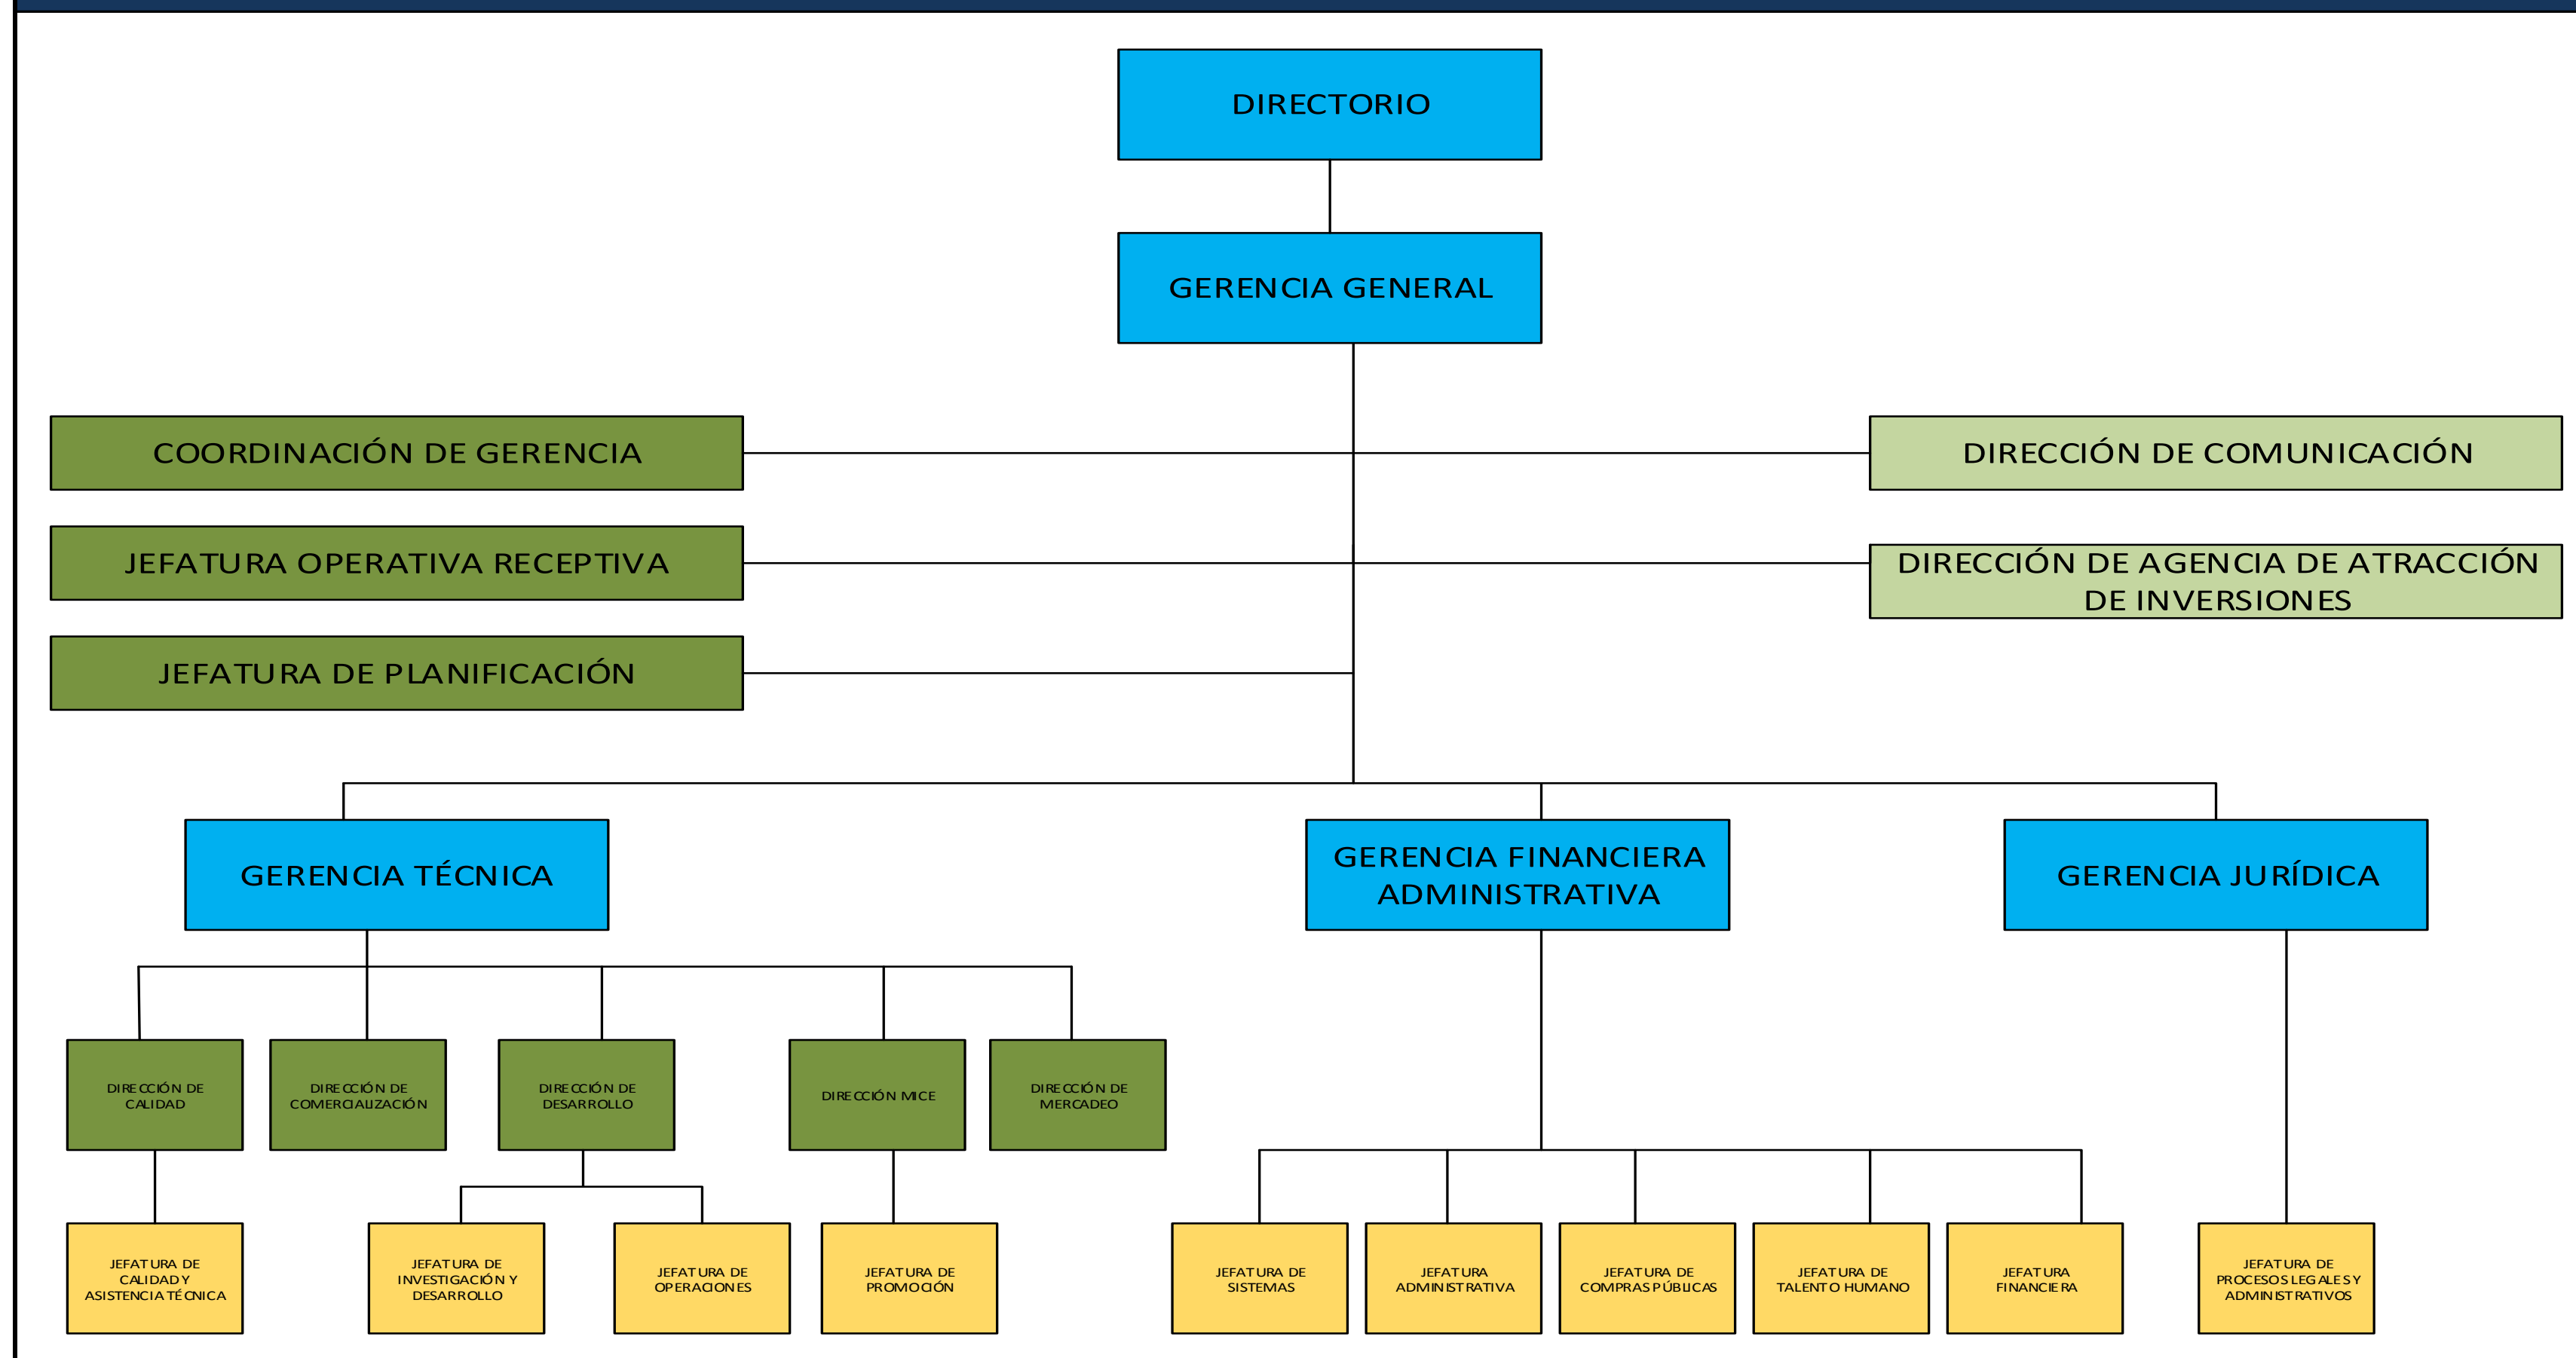 DIRECTORIO
GERENCIA GENERAL
COORDINACIÓN DE GERENCIA
DIRECCIÓN DE COMUNICACIÓN
JEFATURA OPERATIVA RECEPTIVA
DIRECCIÓN DE AGENCIA DE ATRACCIÓN
DE INVERSIONES
JEFATURA DE PLANIFICACIÓN
GERENCIA TÉCNICA
GERENCIA FINANCIERA
ADMINISTRATIVA
GERENCIA JURÍDICA
DIRECCIÓN DE
CALIDAD
DIRECCIÓN DE
COMERCIALIZACIÓN
DIRECCIÓN DE
DESARROLLO
DIRECCIÓN MICE
DIRECCIÓN DE
MERCADEO
JEFATURA DE
CALIDAD Y
ASISTENCIA TÉCNICA
JEFATURA DE
INVESTIGACIÓN Y
DESARROLLO
JEFATURA DE
OPERACIONES
JEFATURA DE
PROMOCIÓN
JEFATURA DE
SISTEMAS
JEFATURA
ADMINISTRATIVA
JEFATURA DE
COMPRAS PÚBLICAS
JEFATURA DE
TALENTO HUMANO
JEFATURA
FINANCIERA
JEFATURA DE
PROCESOS LEGALES Y
ADMINISTRATIVOS